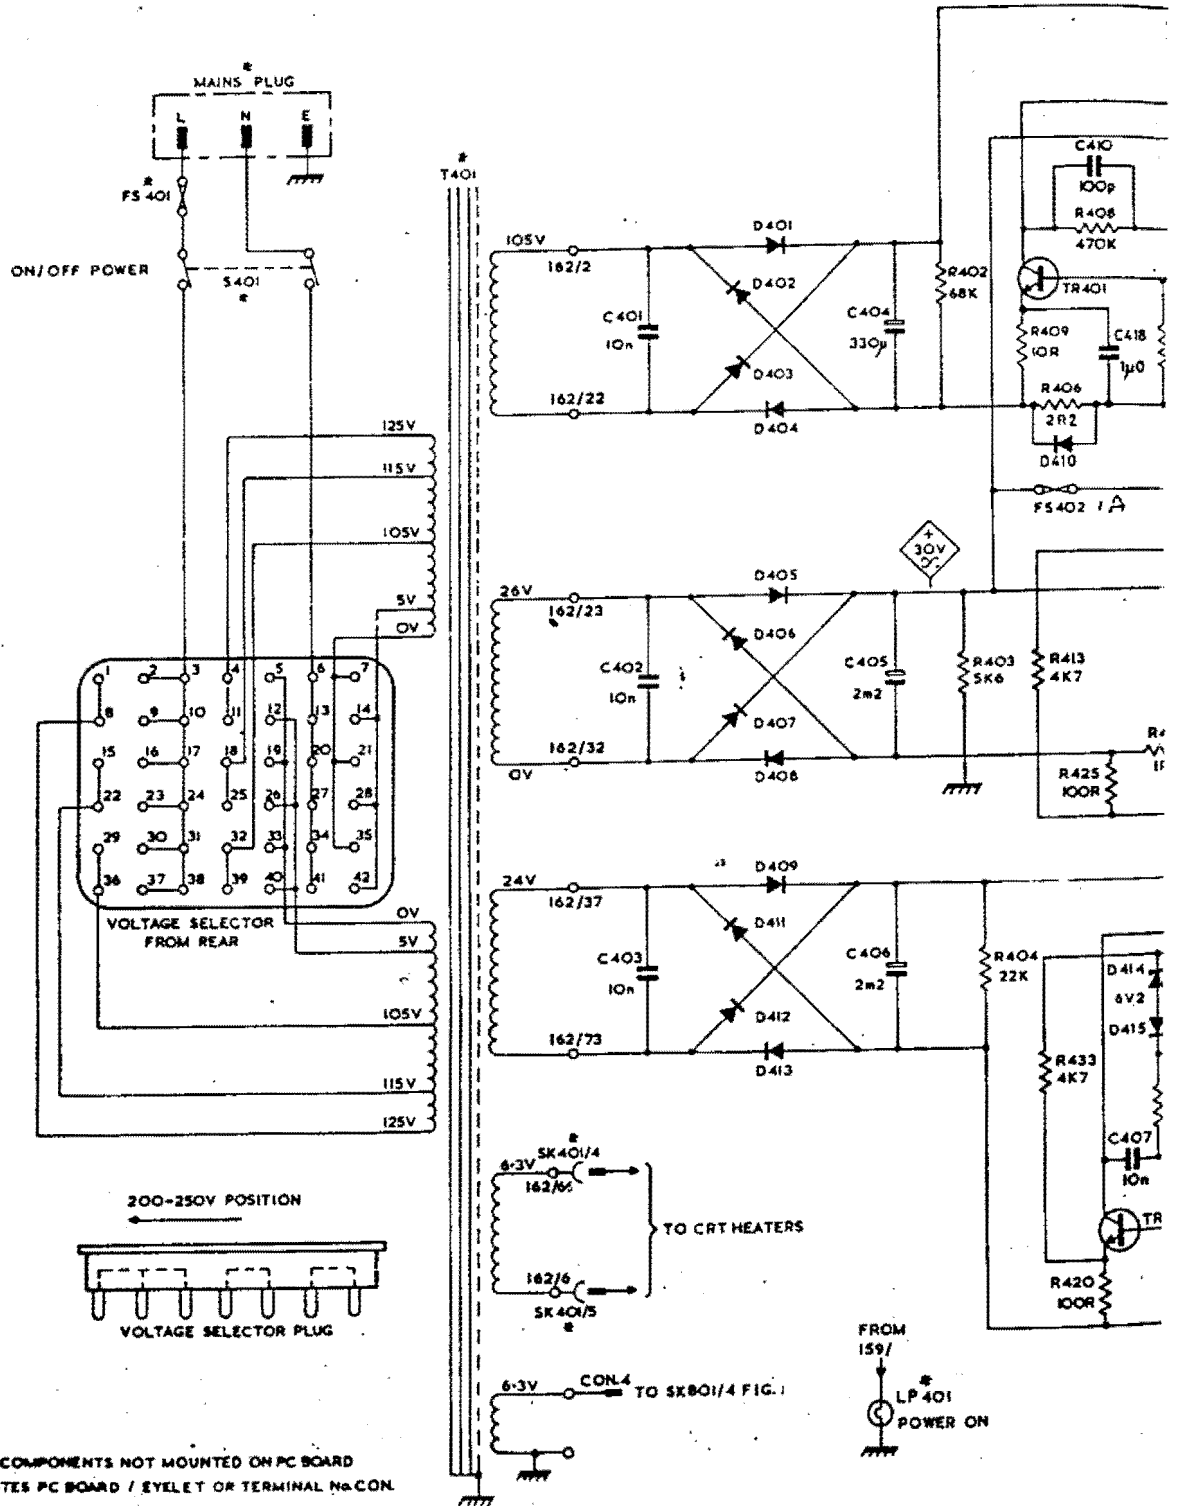 *
MAINS PLUG
L N E
*
FS401
ON/OFF POWER
S401
*
*
T401
105V
162/2
162/22
C401
10n
D401
D402
D403
D404
C404
330µ
R402
68K
C410
100p
R408
470K
TR401
R409
10R
C418
1µ0
R406
2R2
D410
FS402 1A
125V
115V
105V
5V
0V
26V
162/23
162/32
0V
C402
10n
D405
D406
D407
D408
+
30V
C405
2m2
R403
5K6
R413
4K7
R425
100R
1 2 3 4 5 6 7
8 9 10 11 12 13 14
15 16 17 18 19 20 21
22 23 24 25 26 27 28
29 30 31 32 33 34 35
36 37 38 39 40 41 42
VOLTAGE SELECTOR
FROM REAR
0V
5V
105V
115V
125V
24V
162/37
162/73
C403
10n
D409
D411
D412
D413
C406
2m2
R404
22K
D414
6V2
D415
R433
4K7
C407
10n
TR
R420
100R
200-250V POSITION
VOLTAGE SELECTOR PLUG
*
6·3V SK401/4
162/66
TO CRT HEATERS
162/6
SK401/5
*
6·3V CON.4 TO SK801/4 FIG.1
FROM
159/
*
LP401
POWER ON
COMPONENTS NOT MOUNTED ON PC BOARD
TES PC BOARD / EYELET OR TERMINAL No. CON.